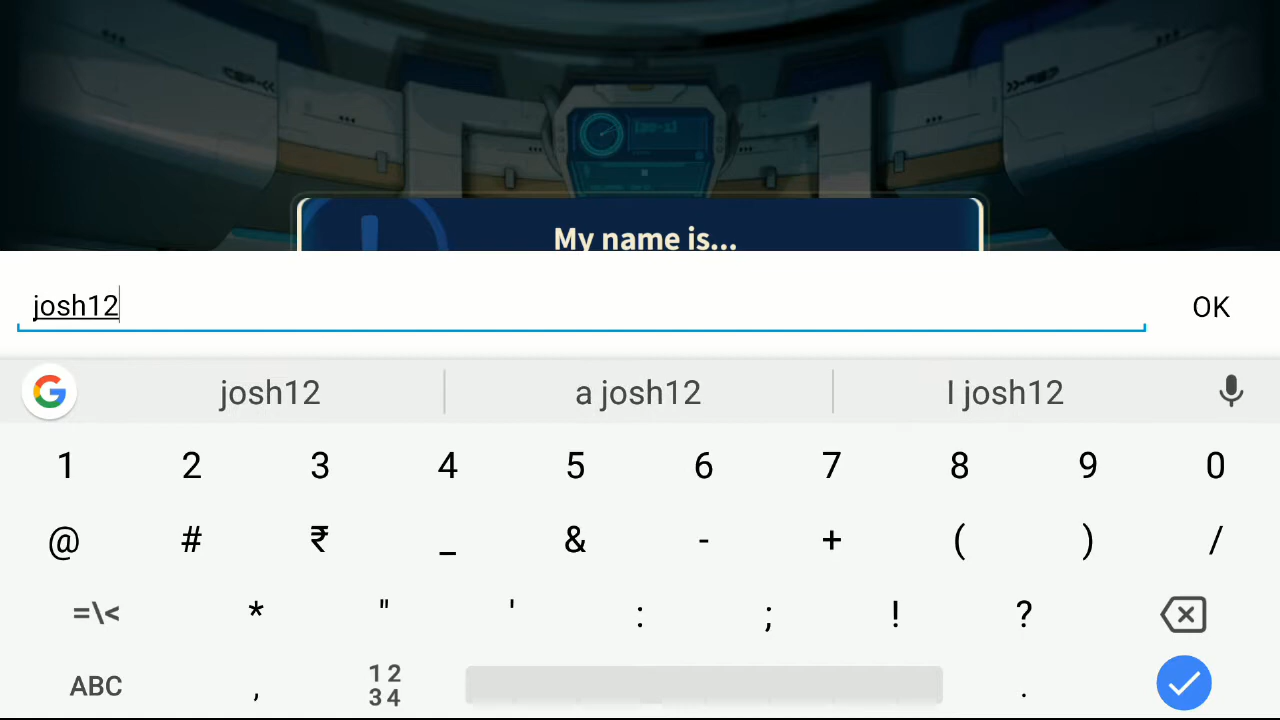 My name is...
josh12
OK
josh12 a josh12 I josh12
1 2 3 4 5 6 7 8 9 0
@ # ₹ _ & - + ( ) /
=\< * " ' : ; ! ?
ABC , 12 34 .